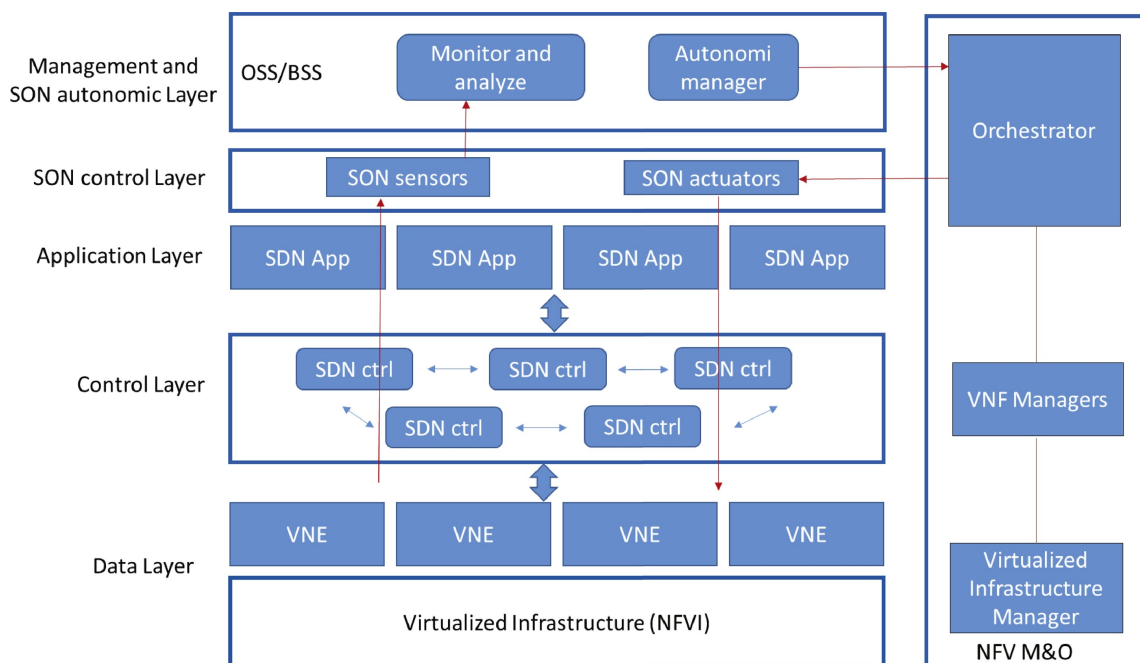 Management and
SON autonomic Layer
OSS/BSS
Monitor and
analyze
Autonomi
manager
Orchestrator
SON control Layer
SON sensors
SON actuators
Application Layer
SDN App
SDN App
SDN App
SDN App
Control Layer
SDN ctrl
SDN ctrl
SDN ctrl
SDN ctrl
SDN ctrl
VNF Managers
Data Layer
VNE
VNE
VNE
VNE
Virtualized Infrastructure (NFVI)
Virtualized
Infrastructure
Manager
NFV M&O